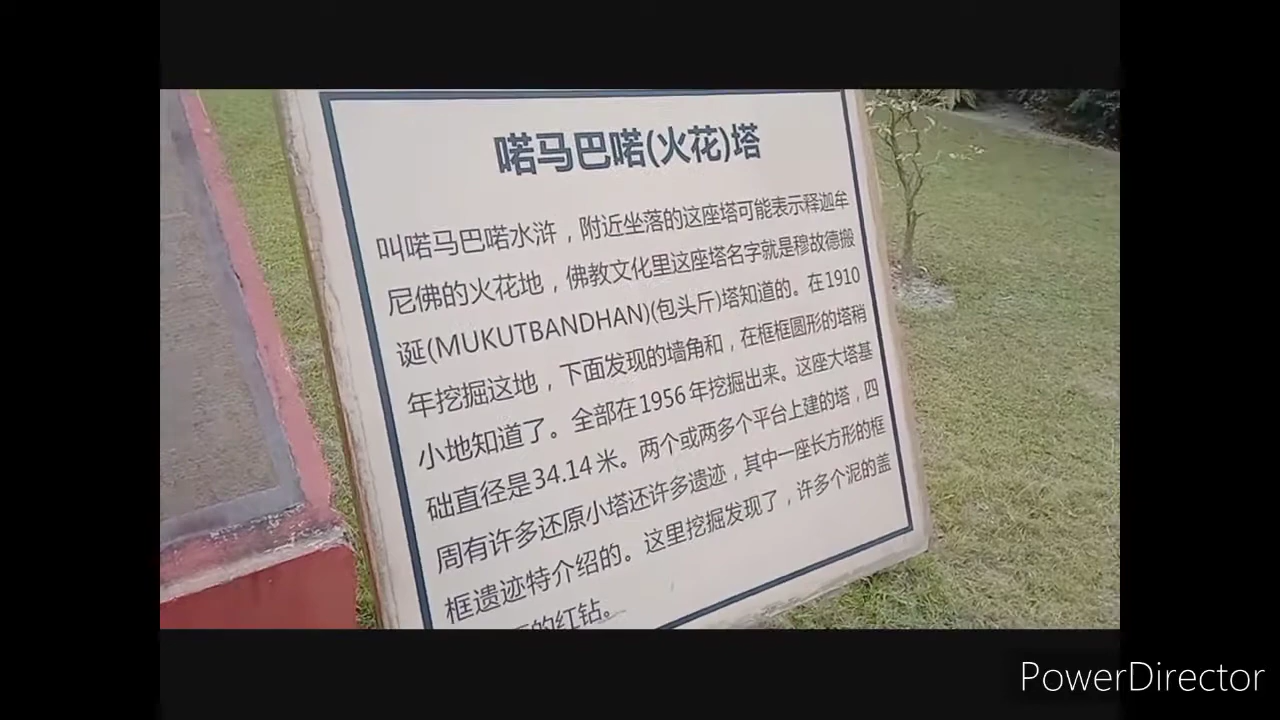 喏马巴喏(火花)塔
叫喏马巴喏水浒，附近坐落的这座塔可能表示释迦牟
尼佛的火花地，佛教文化里这座塔名字就是穆故德搬
诞(MUKUTBANDHAN)(包头斤)塔知道的。在1910
年挖掘这地，下面发现的墙角和，在框框圆形的塔稍
小地知道了。全部在1956年挖掘出来。这座大塔基
础直径是34.14米。两个或两多个平台上建的塔，四
周有许多还原小塔还许多遗迹，其中一座长方形的框
框遗迹特介绍的。这里挖掘发现了，许多个泥的盖
的红钻。
PowerDirector